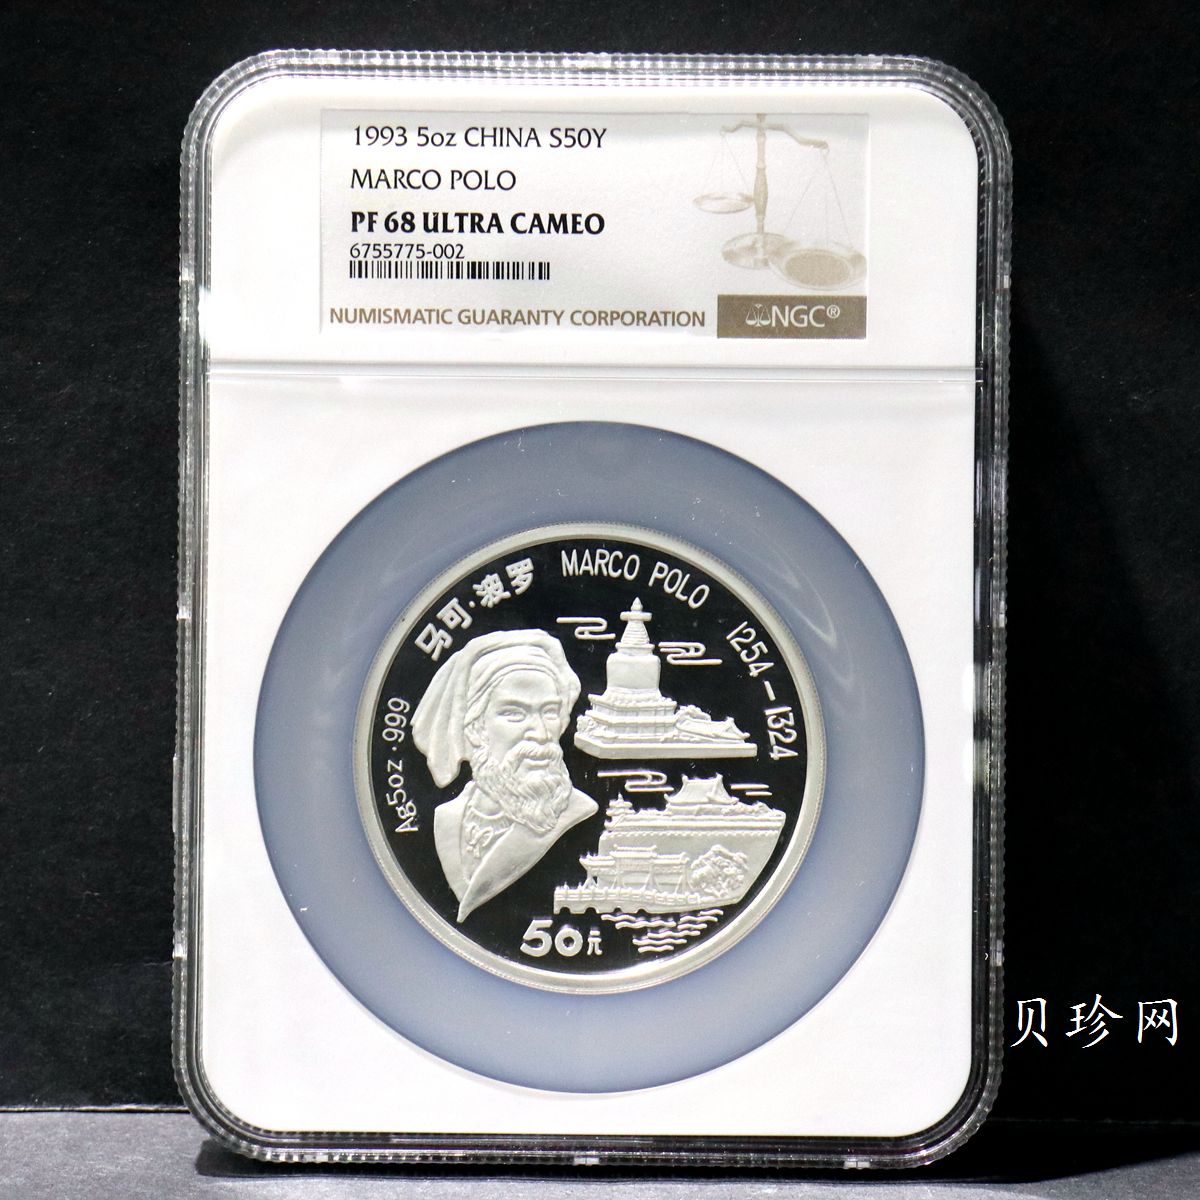 1993 5oz CHINA S50Y
MARCO POLO
PF 68 ULTRA CAMEO
6755775-002
NUMISMATIC GUARANTY CORPORATION
NGC®
马可·波罗
MARCO POLO
1254-1324
Ag5oz·999
50元
贝珍网